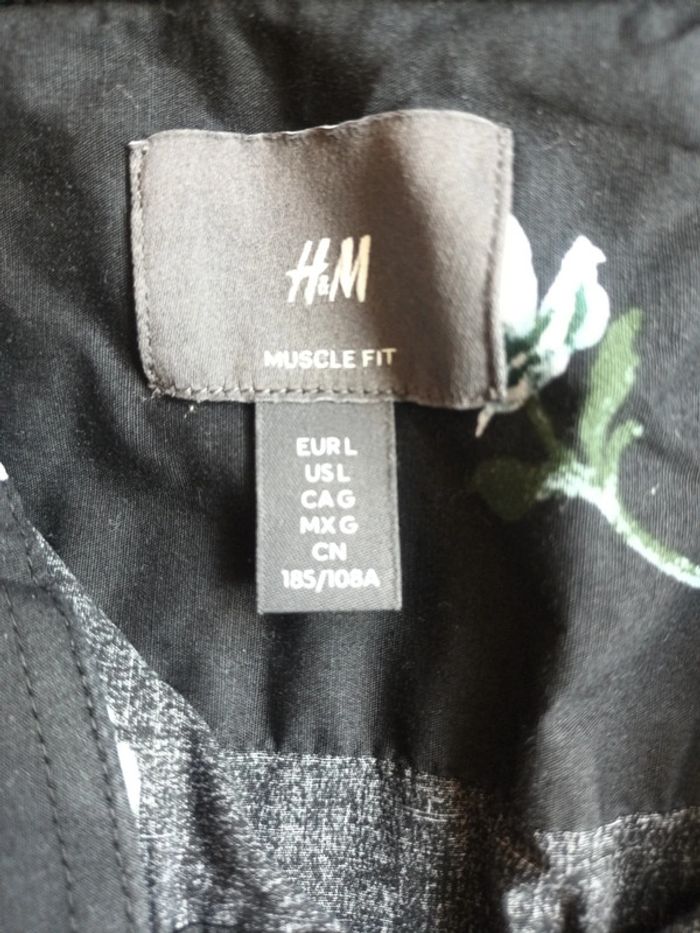 H&M
MUSCLE FIT
EUR L
US L
CA G
MX G
CN
185/108A